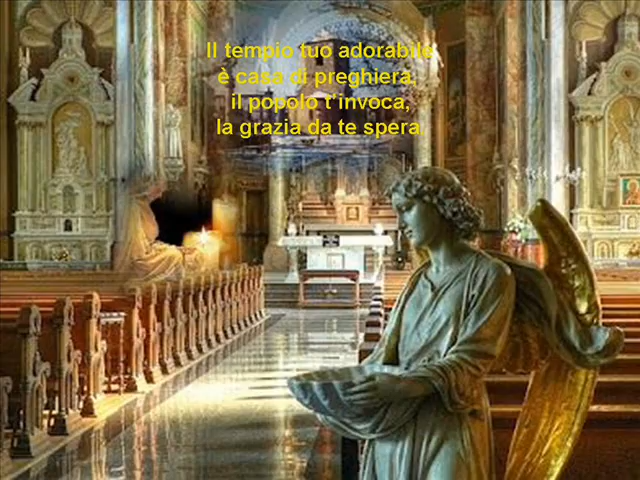 Il tempio tuo adorabile
è casa di preghiera,
il popolo t'invoca,
la grazia da te spera